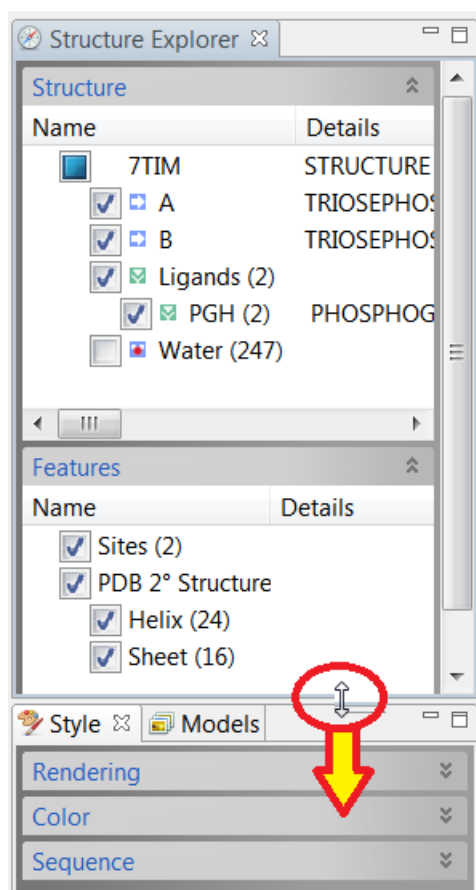 Structure Explorer
Structure
Name Details
7TIM STRUCTURE
A TRIOSEPHOS
B TRIOSEPHOS
Ligands (2)
PGH (2) PHOSPHOG
Water (247)
Features
Name Details
Sites (2)
PDB 2° Structure
Helix (24)
Sheet (16)
Style Models
Rendering
Color
Sequence